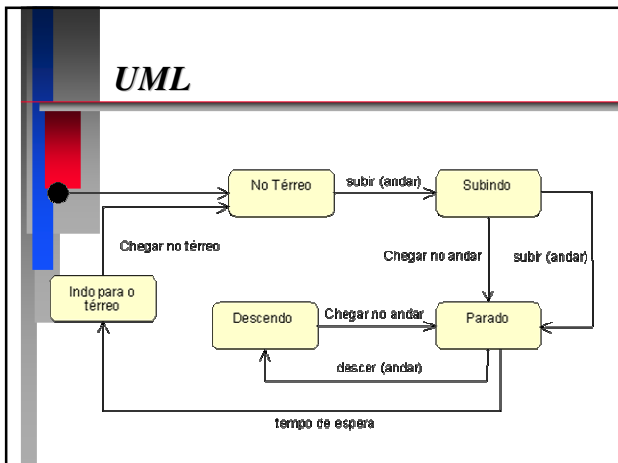 UML
No Térreo
subir (andar)
Subindo
Chegar no térreo
Chegar no andar
subir (andar)
Indo para o
térreo
Descendo
Chegar no andar
Parado
descer (andar)
tempo de espera